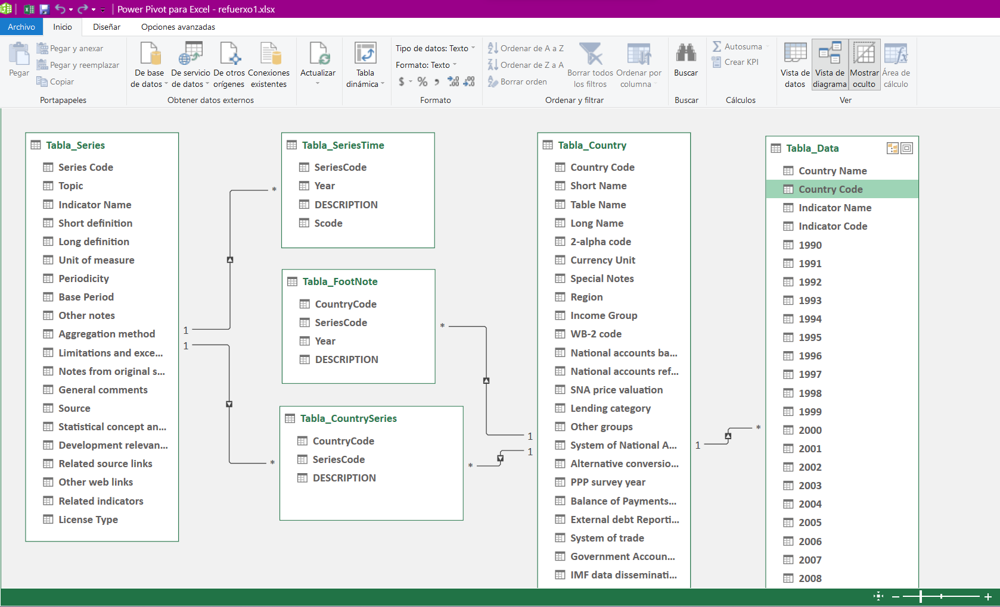 Power Pivot para Excel - refuerxo1.xlsx
Archivo Inicio Diseñar Opciones avanzadas
Pegar
Pegar y anexar
Pegar y reemplazar
Copiar
Portapapeles
De base de datos
De servicio de datos
De otros orígenes
Conexiones existentes
Obtener datos externos
Actualizar
Tabla dinámica
Tipo de datos: Texto
Formato: Texto
$ % ,
Formato
Ordenar de A a Z
Ordenar de Z a A
Borrar orden
Borrar todos los filtros
Ordenar por columna
Ordenar y filtrar
Buscar
Buscar
Autosuma
Crear KPI
Cálculos
Vista de datos
Vista de diagrama
Mostrar oculto
Área de cálculo
Ver
Tabla_Series
Series Code
Topic
Indicator Name
Short definition
Long definition
Unit of measure
Periodicity
Base Period
Other notes
Aggregation method
Limitations and exce...
Notes from original s...
General comments
Source
Statistical concept an...
Development relevan...
Related source links
Other web links
Related indicators
License Type
1
1
*
*
Tabla_SeriesTime
SeriesCode
Year
DESCRIPTION
Scode
Tabla_FootNote
CountryCode
SeriesCode
Year
DESCRIPTION
Tabla_CountrySeries
CountryCode
SeriesCode
DESCRIPTION
*
*
1
1
Tabla_Country
Country Code
Short Name
Table Name
Long Name
2-alpha code
Currency Unit
Special Notes
Region
Income Group
WB-2 code
National accounts ba...
National accounts ref...
SNA price valuation
Lending category
Other groups
System of National A...
Alternative conversio...
PPP survey year
Balance of Payments...
External debt Reporti...
System of trade
Government Accoun...
IMF data disseminati...
1
*
Tabla_Data
Country Name
Country Code
Indicator Name
Indicator Code
1990
1991
1992
1993
1994
1995
1996
1997
1998
1999
2000
2001
2002
2003
2004
2005
2006
2007
2008